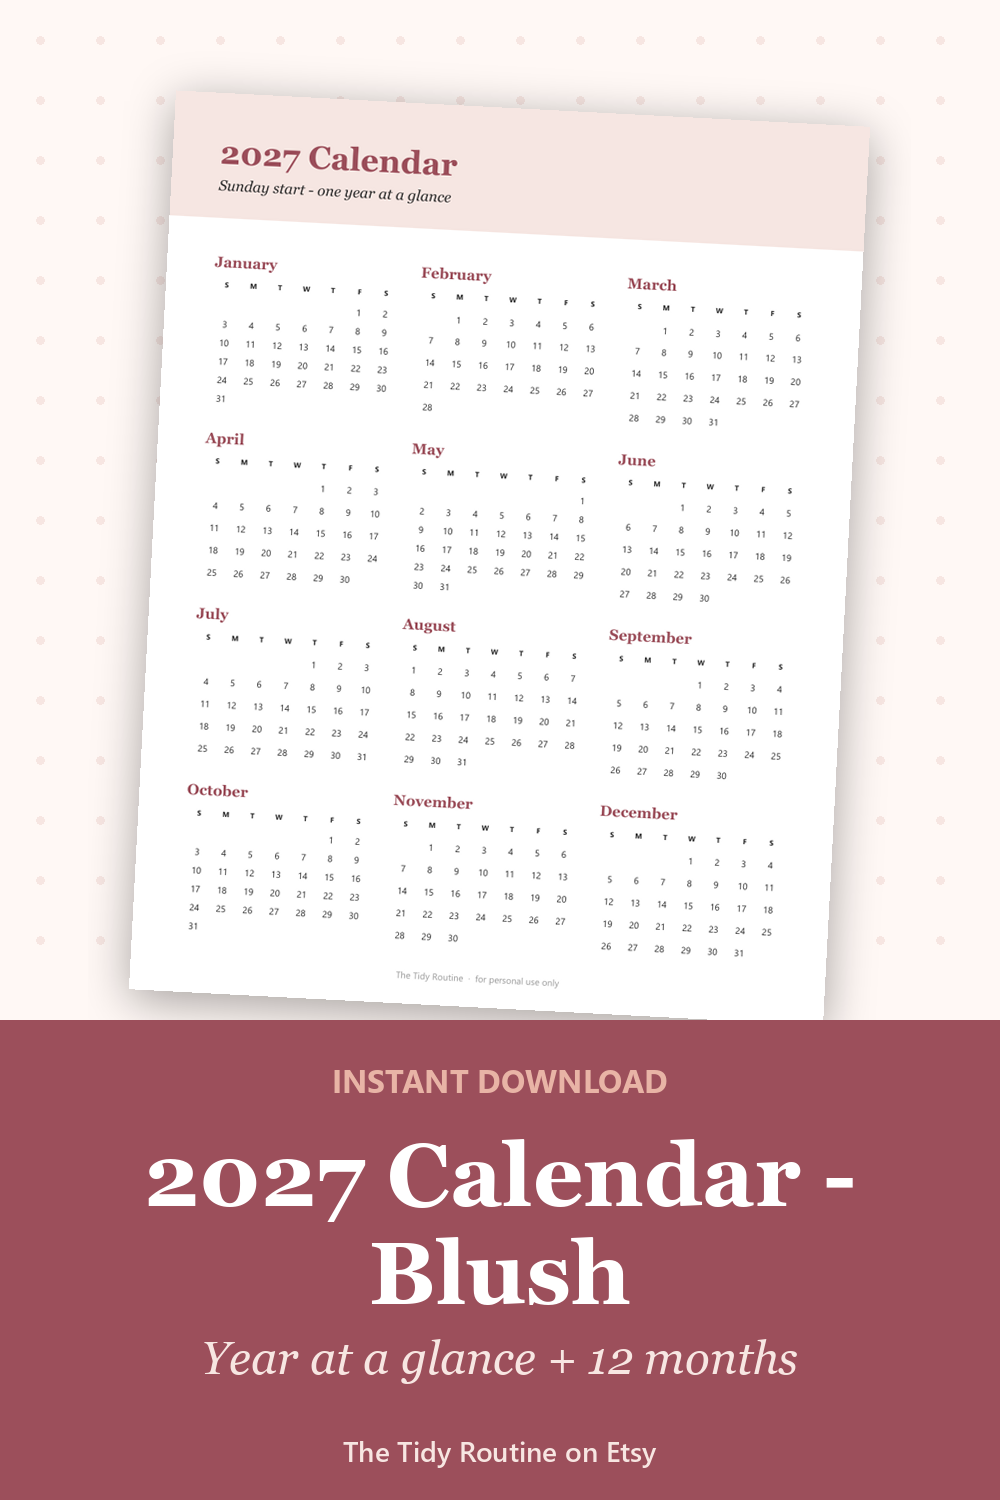 2027 Calendar
Sunday start - one year at a glance
January
S M T W T F S
1 2
3 4 5 6 7 8 9
10 11 12 13 14 15 16
17 18 19 20 21 22 23
24 25 26 27 28 29 30
31
February
S M T W T F S
1 2 3 4 5 6
7 8 9 10 11 12 13
14 15 16 17 18 19 20
21 22 23 24 25 26 27
28
March
S M T W T F S
1 2 3 4 5 6
7 8 9 10 11 12 13
14 15 16 17 18 19 20
21 22 23 24 25 26 27
28 29 30 31
April
S M T W T F S
1 2 3
4 5 6 7 8 9 10
11 12 13 14 15 16 17
18 19 20 21 22 23 24
25 26 27 28 29 30
May
S M T W T F S
1
2 3 4 5 6 7 8
9 10 11 12 13 14 15
16 17 18 19 20 21 22
23 24 25 26 27 28 29
30 31
June
S M T W T F S
1 2 3 4 5
6 7 8 9 10 11 12
13 14 15 16 17 18 19
20 21 22 23 24 25 26
27 28 29 30
July
S M T W T F S
1 2 3
4 5 6 7 8 9 10
11 12 13 14 15 16 17
18 19 20 21 22 23 24
25 26 27 28 29 30 31
August
S M T W T F S
1 2 3 4 5 6 7
8 9 10 11 12 13 14
15 16 17 18 19 20 21
22 23 24 25 26 27 28
29 30 31
September
S M T W T F S
1 2 3 4
5 6 7 8 9 10 11
12 13 14 15 16 17 18
19 20 21 22 23 24 25
26 27 28 29 30
October
S M T W T F S
1 2
3 4 5 6 7 8 9
10 11 12 13 14 15 16
17 18 19 20 21 22 23
24 25 26 27 28 29 30
31
November
S M T W T F S
1 2 3 4 5 6
7 8 9 10 11 12 13
14 15 16 17 18 19 20
21 22 23 24 25 26 27
28 29 30
December
S M T W T F S
1 2 3 4
5 6 7 8 9 10 11
12 13 14 15 16 17 18
19 20 21 22 23 24 25
26 27 28 29 30 31
The Tidy Routine · for personal use only
INSTANT DOWNLOAD
2027 Calendar -
Blush
Year at a glance + 12 months
The Tidy Routine on Etsy